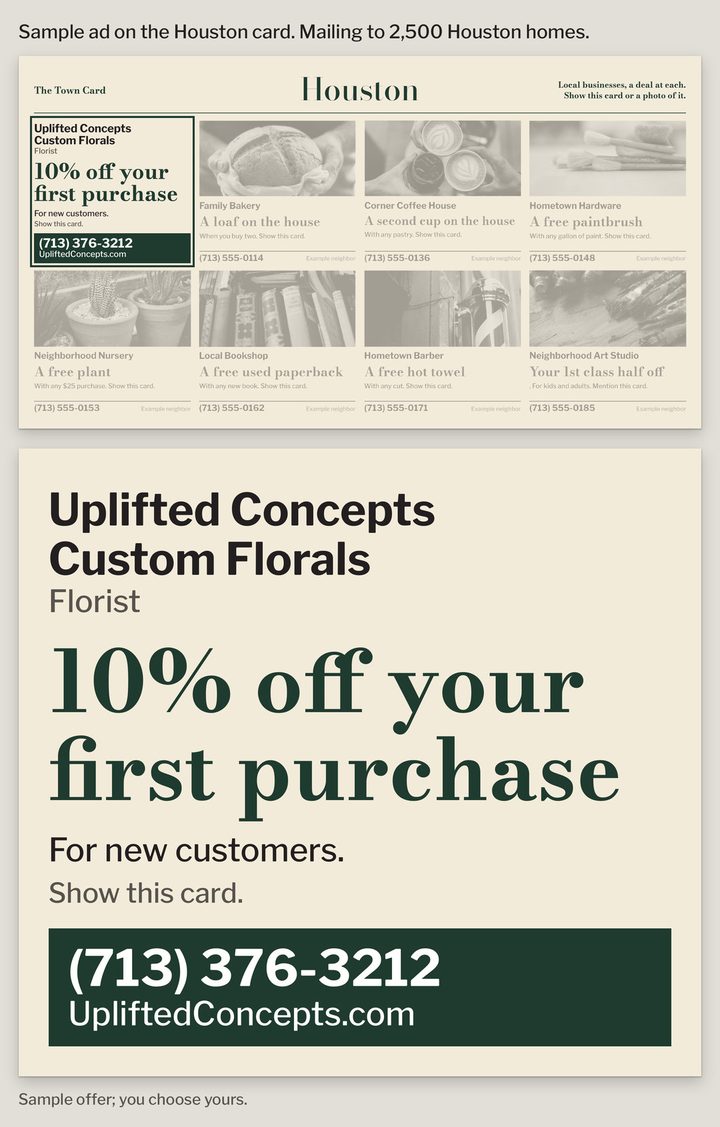 Sample ad on the Houston card. Mailing to 2,500 Houston homes.
The Town Card
Houston
Local businesses, a deal at each.
Show this card or a photo of it.
Uplifted Concepts
Custom Florals
Florist
10% off your
first purchase
For new customers.
Show this card.
(713) 376-3212
UpliftedConcepts.com
Family Bakery
A loaf on the house
When you buy two. Show this card.
(713) 555-0114
Example neighbor
Corner Coffee House
A second cup on the house
With any pastry. Show this card.
(713) 555-0136
Example neighbor
Hometown Hardware
A free paintbrush
With any gallon of paint. Show this card.
(713) 555-0148
Example neighbor
Neighborhood Nursery
A free plant
With any $25 purchase. Show this card.
(713) 555-0153
Example neighbor
Local Bookshop
A free used paperback
With any new book. Show this card.
(713) 555-0162
Example neighbor
Hometown Barber
A free hot towel
With any cut. Show this card.
(713) 555-0171
Example neighbor
Neighborhood Art Studio
Your 1st class half off
For kids and adults. Mention this card.
(713) 555-0185
Example neighbor
Uplifted Concepts
Custom Florals
Florist
10% off your
first purchase
For new customers.
Show this card.
(713) 376-3212
UpliftedConcepts.com
Sample offer; you choose yours.